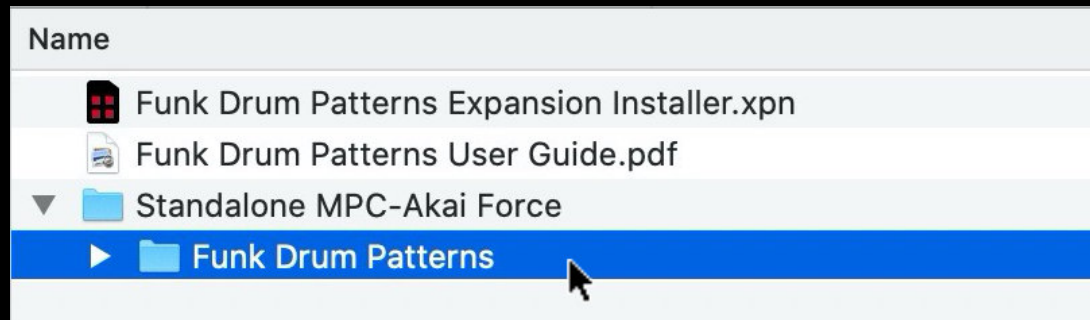 Name
Funk Drum Patterns Expansion Installer.xpn
Funk Drum Patterns User Guide.pdf
Standalone MPC-Akai Force
Funk Drum Patterns